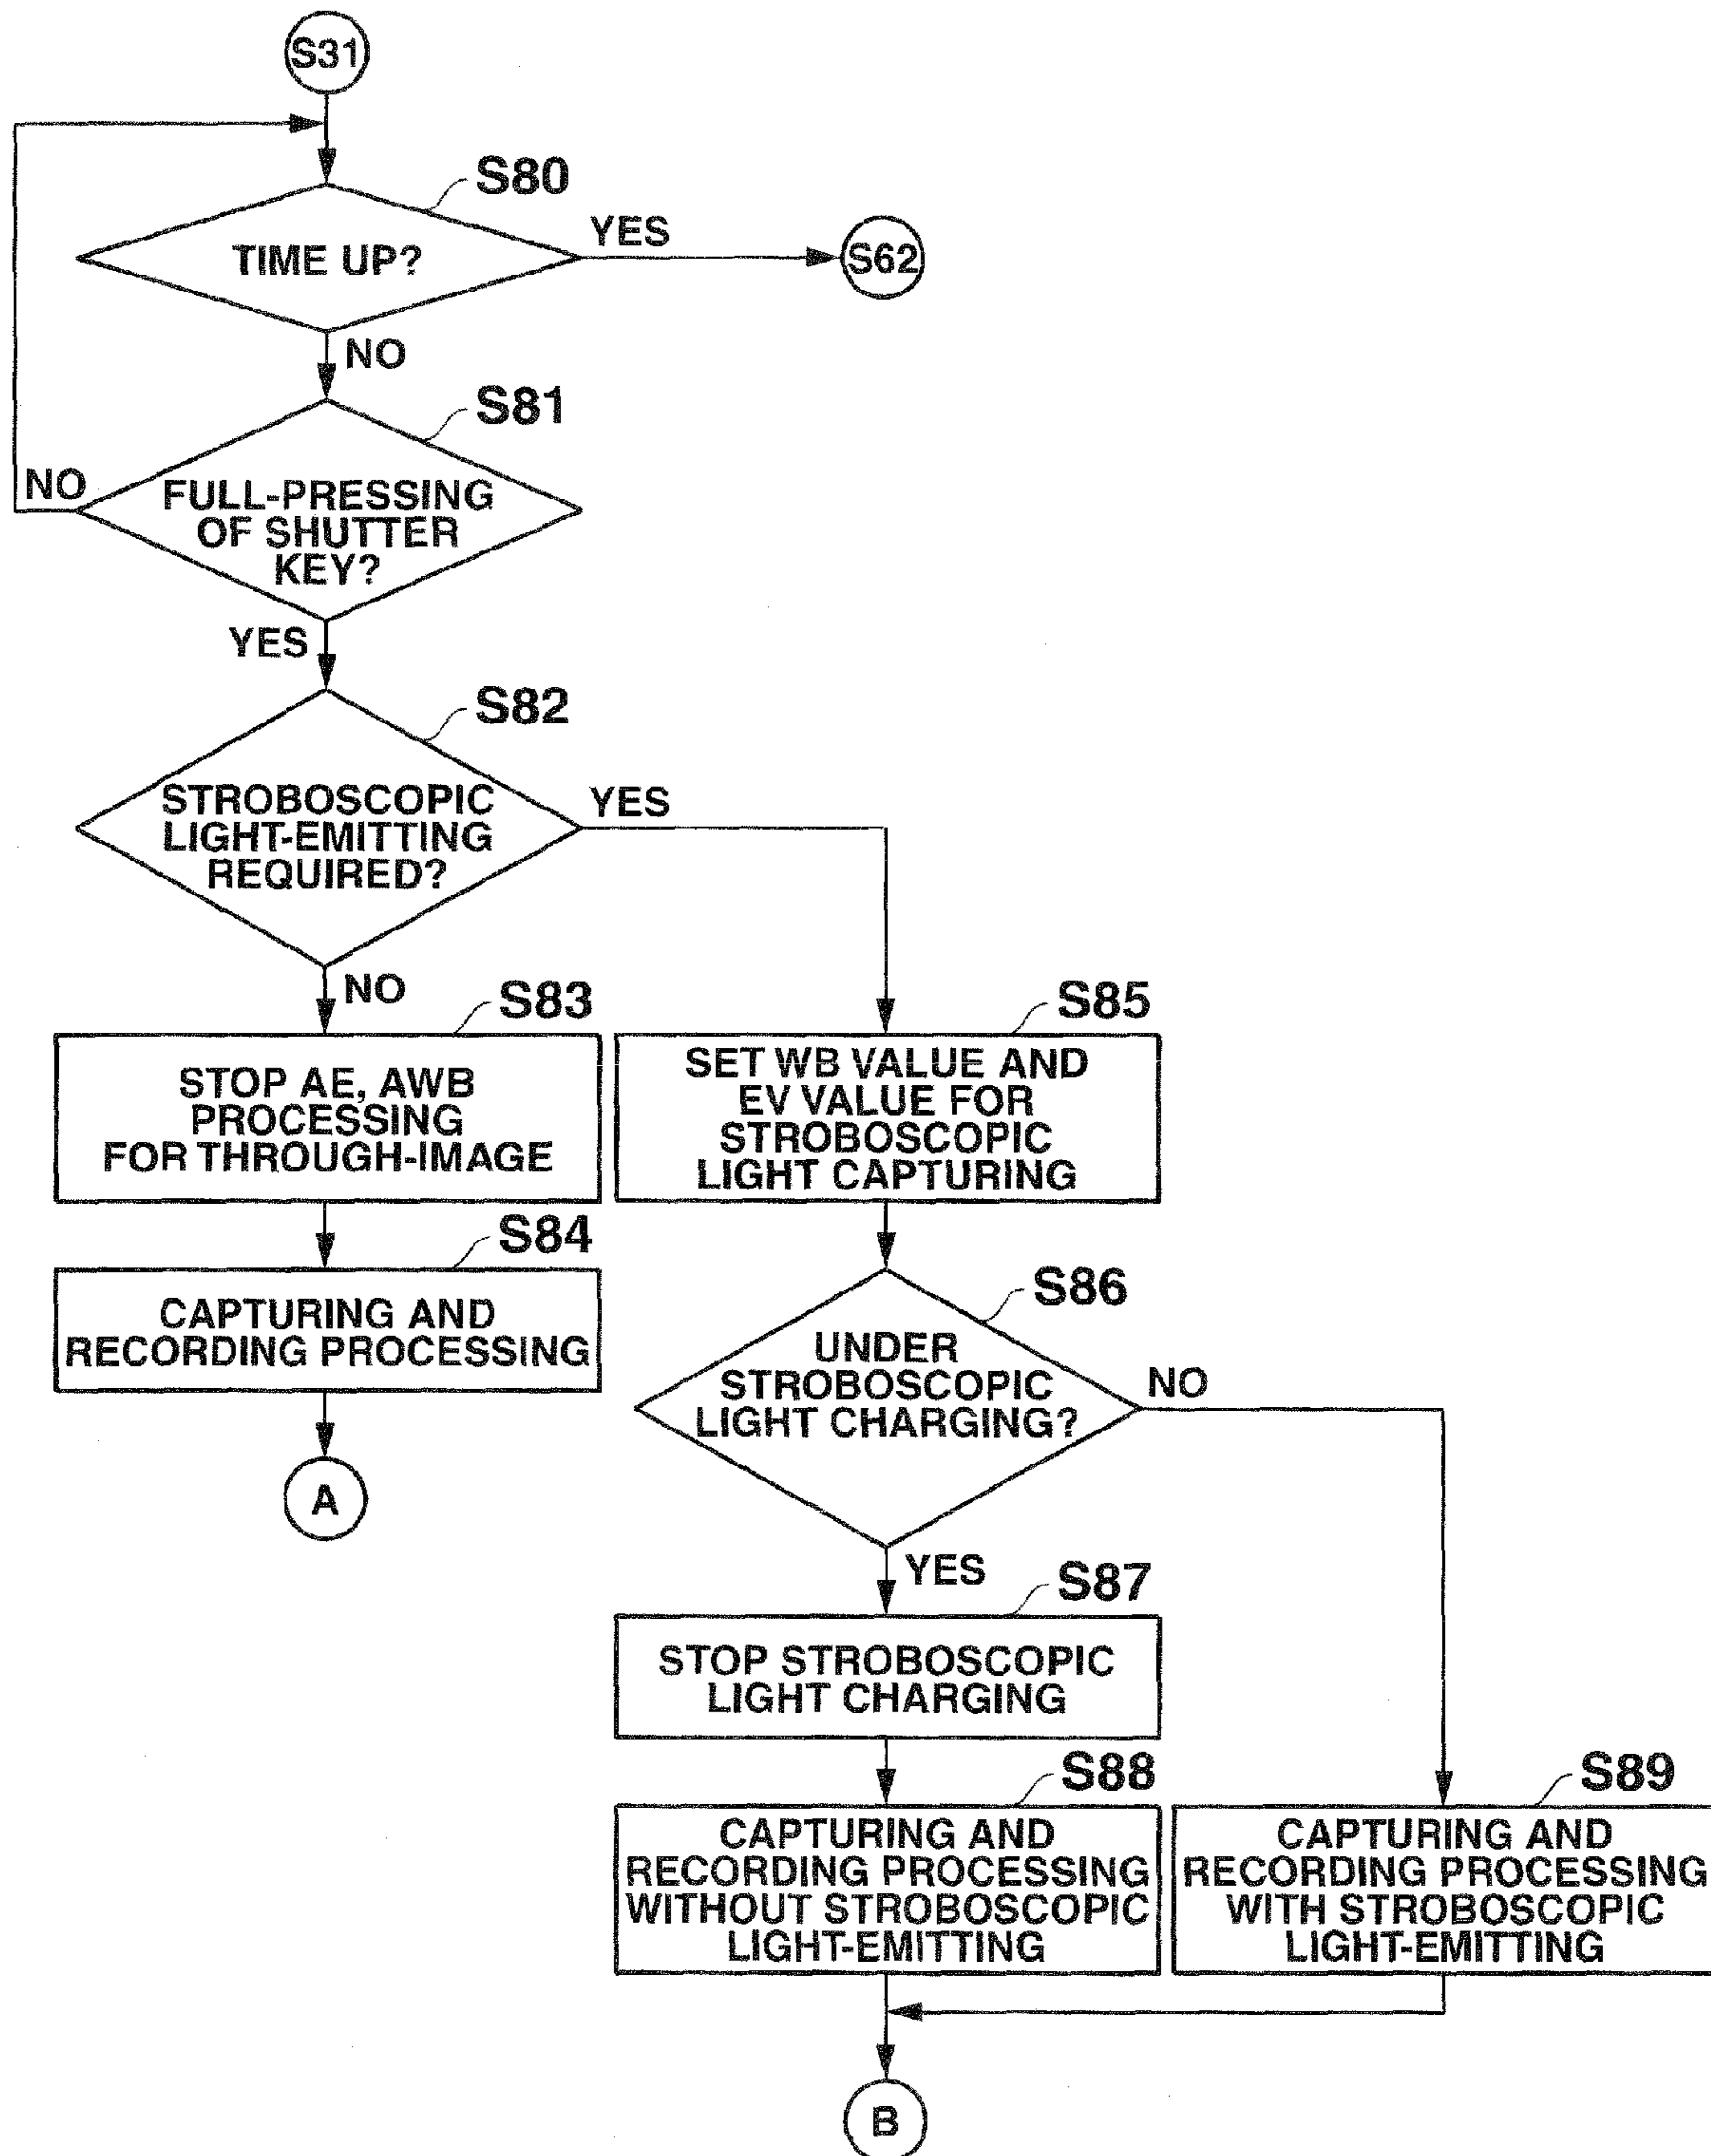 S31
S80
TIME UP?
YES
S62
NO
S81
NO
FULL-PRESSING
OF SHUTTER
KEY?
YES
S82
STROBOSCOPIC
LIGHT-EMITTING
REQUIRED?
YES
NO
S83
STOP AE, AWB
PROCESSING
FOR THROUGH-IMAGE
S84
CAPTURING AND
RECORDING PROCESSING
A
S85
SET WB VALUE AND
EV VALUE FOR
STROBOSCOPIC
LIGHT CAPTURING
S86
UNDER
STROBOSCOPIC
LIGHT CHARGING?
NO
YES
S87
STOP STROBOSCOPIC
LIGHT CHARGING
S88
CAPTURING AND
RECORDING PROCESSING
WITHOUT STROBOSCOPIC
LIGHT-EMITTING
S89
CAPTURING AND
RECORDING PROCESSING
WITH STROBOSCOPIC
LIGHT-EMITTING
B